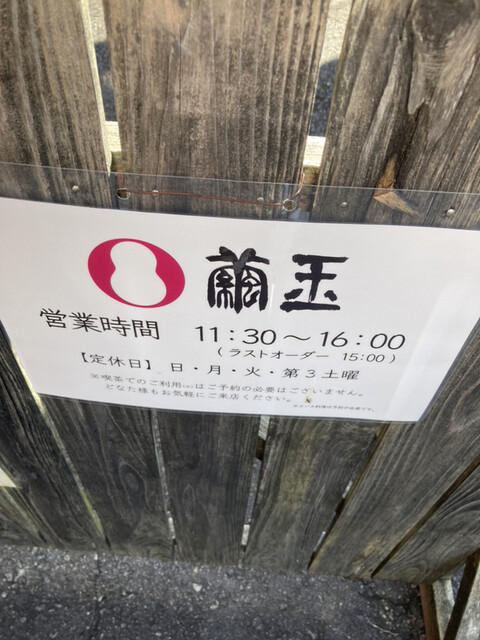 繭玉
営業時間 11:30～16:00
（ラストオーダー 15:00）
【定休日】日・月・火・第3土曜
※喫茶でのご利用㈫はご予約の必要はございません。
どなた様もお気軽にご来店ください。